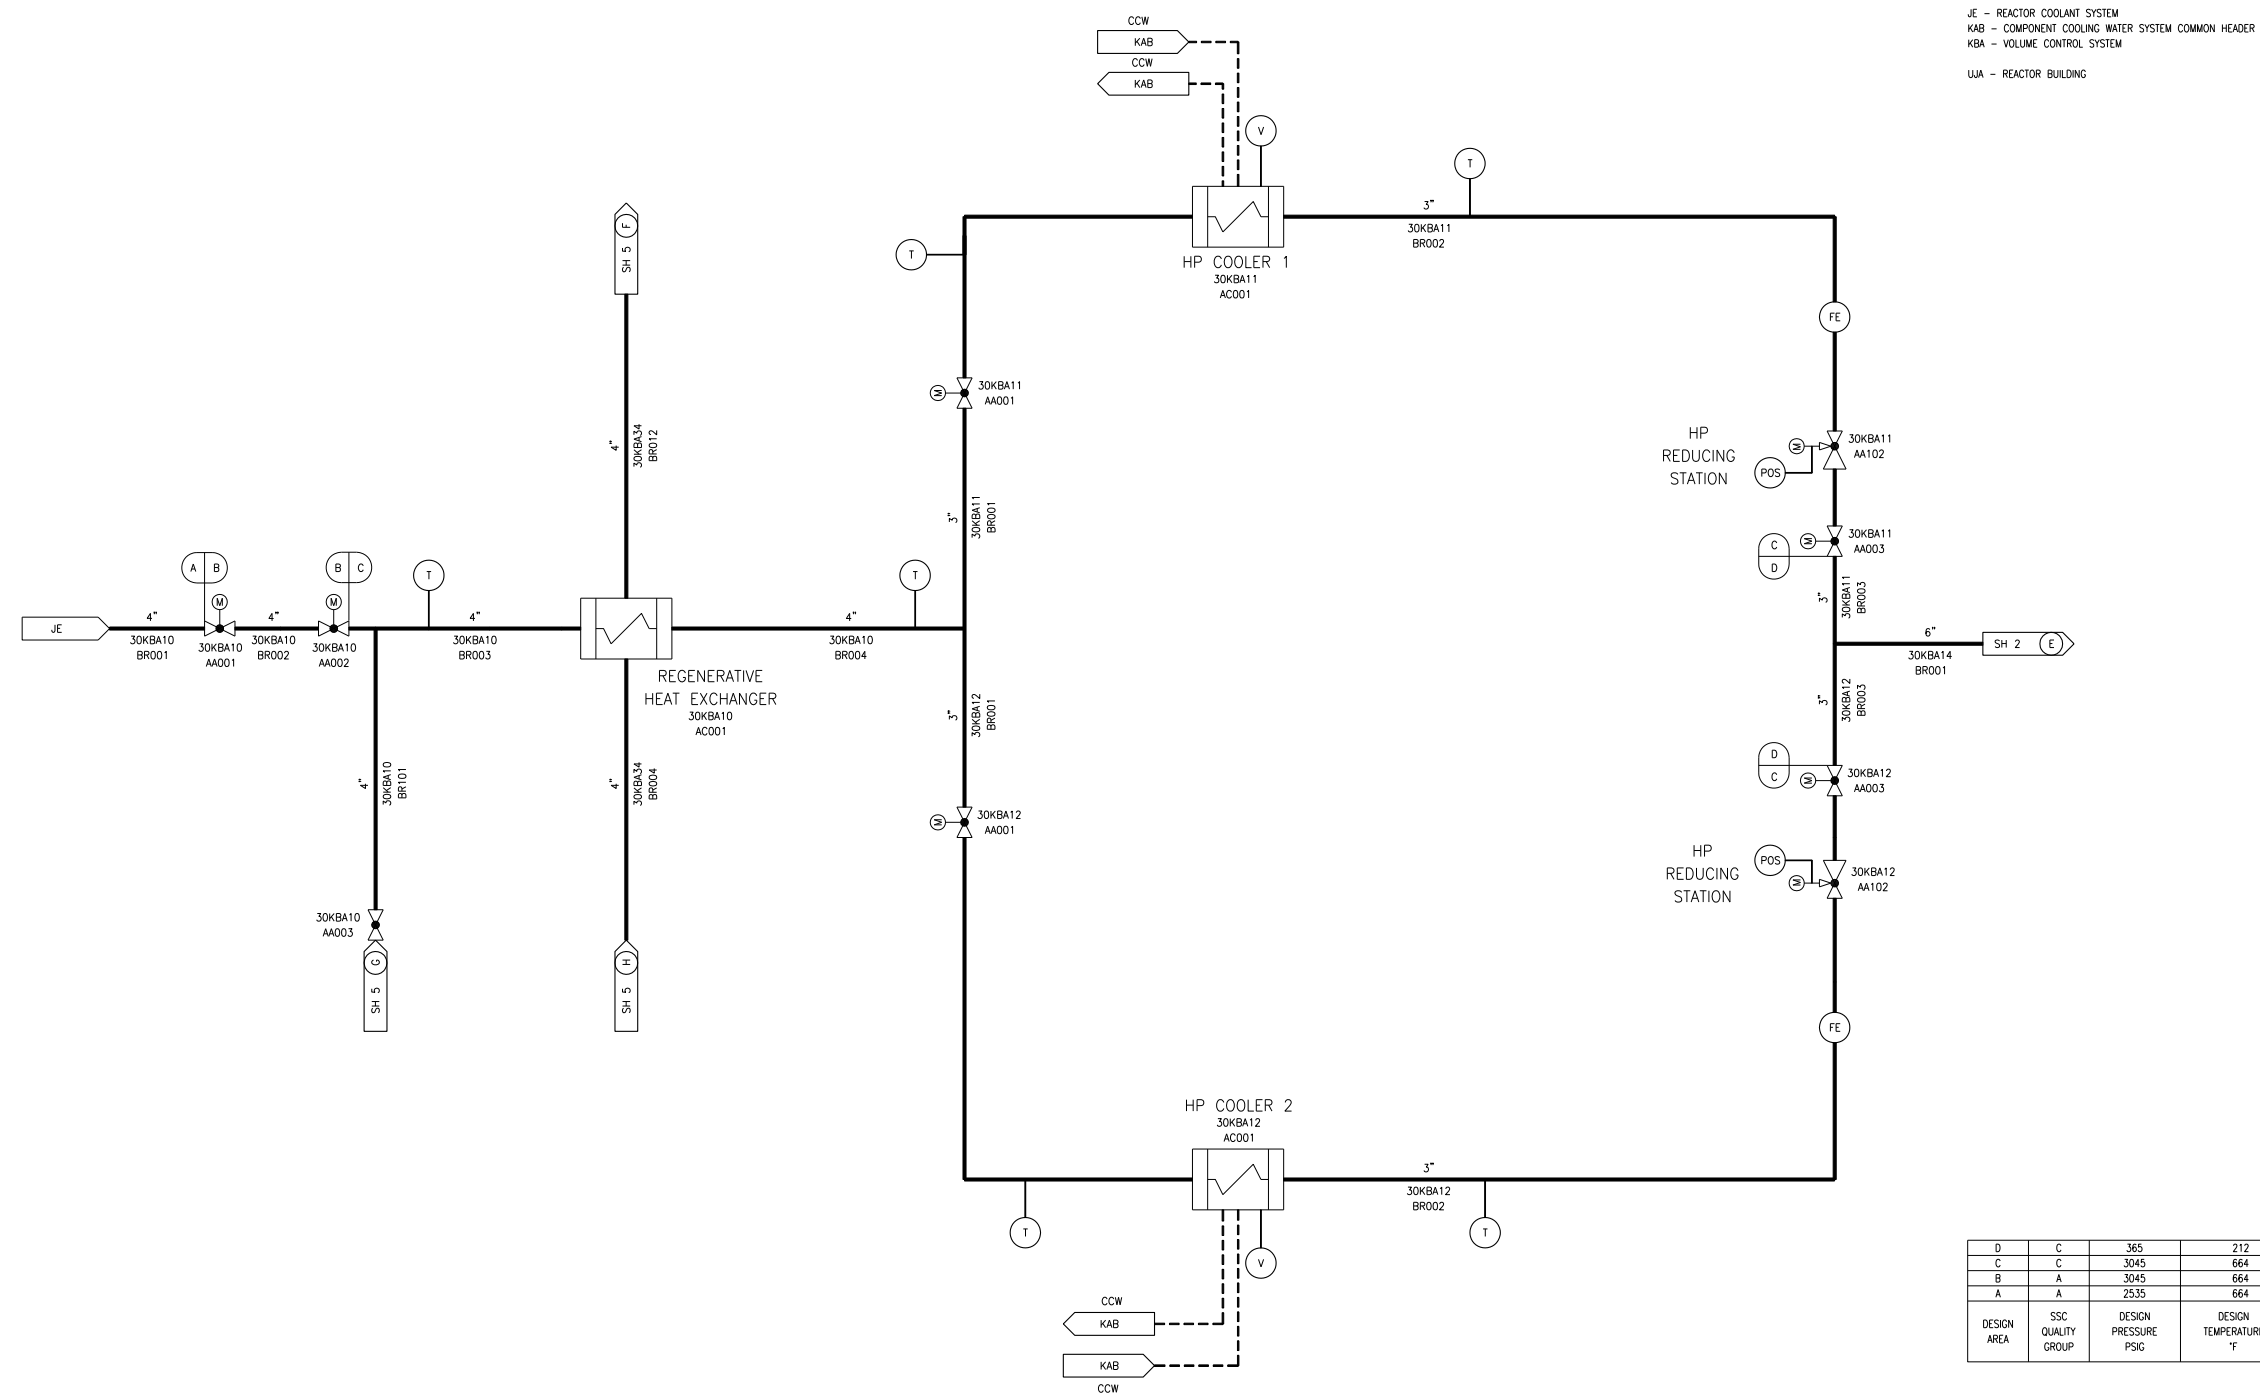 JE – REACTOR COOLANT SYSTEM
KAB – COMPONENT COOLING WATER SYSTEM COMMON HEADER
KBA – VOLUME CONTROL SYSTEM
UJA – REACTOR BUILDING
CCW
KAB
CCW
KAB
V
T
3"
30KBA11
BR002
HP COOLER 1
30KBA11
AC001
T
F
SH 5
FE
M
30KBA11
AA001
4"
30KBA34
BR012
HP
REDUCING
STATION
M
POS
30KBA11
AA102
3"
30KBA11
BR001
C
D
M
30KBA11
AA003
A
B
B
C
T
T
M
M
3"
30KBA11
BR003
JE
4"
30KBA10
BR001
30KBA10
AA001
4"
30KBA10
BR002
30KBA10
AA002
4"
30KBA10
BR003
4"
30KBA10
BR004
6"
30KBA14
BR001
SH 2
E
REGENERATIVE
HEAT EXCHANGER
30KBA10
AC001
3"
30KBA12
BR001
3"
30KBA12
BR003
4"
30KBA10
BR101
4"
30KBA34
BR004
D
C
M
30KBA12
AA003
M
30KBA12
AA001
HP
REDUCING
STATION
POS
M
30KBA12
AA102
30KBA10
AA003
G
SH 5
H
SH 5
FE
HP COOLER 2
30KBA12
AC001
3"
30KBA12
BR002
T
T
V
CCW
KAB
KAB
CCW
D C 365 212
C C 3045 664
B A 3045 664
A A 2535 664
DESIGN
AREA
SSC
QUALITY
GROUP
DESIGN
PRESSURE
PSIG
DESIGN
TEMPERATUR
°F